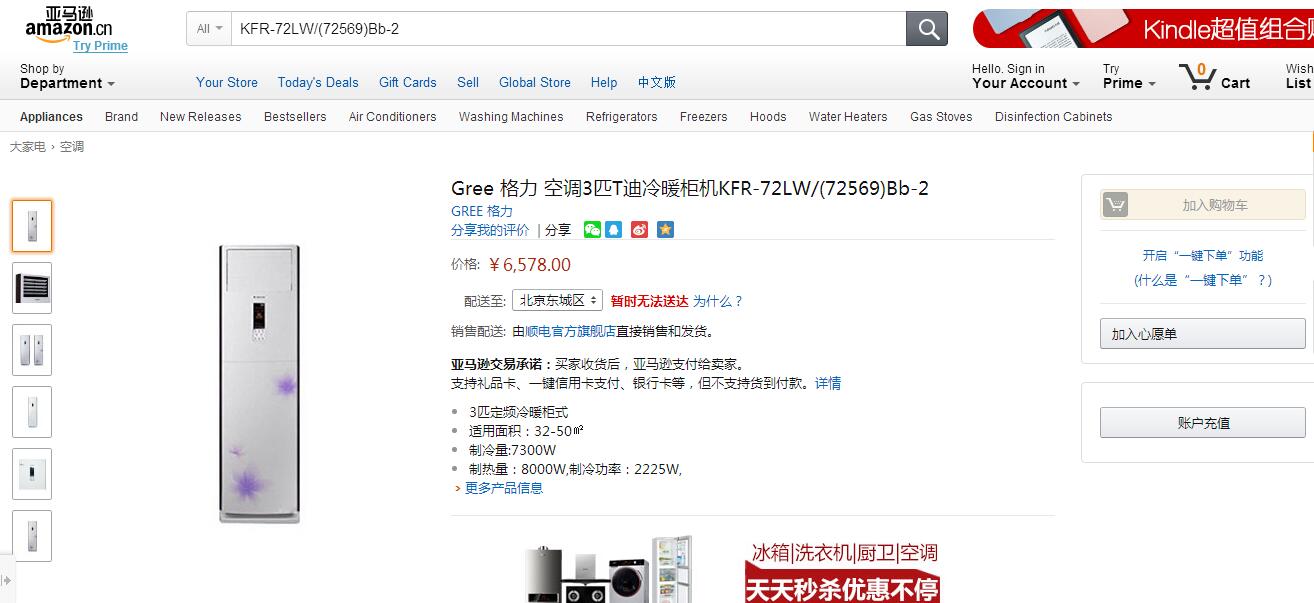 亚马逊
amazon.cn
Try Prime
All
KFR-72LW/(72569)Bb-2
Kindle超值组合
Shop by
Department
Your Store
Today's Deals
Gift Cards
Sell
Global Store
Help
中文版
Hello. Sign in
Your Account
Try
Prime
0
Cart
Wish
List
Appliances
Brand
New Releases
Bestsellers
Air Conditioners
Washing Machines
Refrigerators
Freezers
Hoods
Water Heaters
Gas Stoves
Disinfection Cabinets
大家电 › 空调
Gree 格力 空调3匹T迪冷暖柜机KFR-72LW/(72569)Bb-2
GREE 格力
分享我的评价 | 分享
价格: ￥6,578.00
配送至: 北京东城区 暂时无法送达 为什么？
销售配送: 由顺电官方旗舰店直接销售和发货。
亚马逊交易承诺：买家收货后，亚马逊支付给卖家。
支持礼品卡、一键信用卡支付、银行卡等，但不支持货到付款。详情
3匹定频冷暖柜式
适用面积：32-50㎡
制冷量:7300W
制热量：8000W,制冷功率：2225W,
› 更多产品信息
加入购物车
开启“一键下单”功能
(什么是“一键下单”？)
加入心愿单
账户充值
冰箱|洗衣机|厨卫|空调
天天秒杀优惠不停